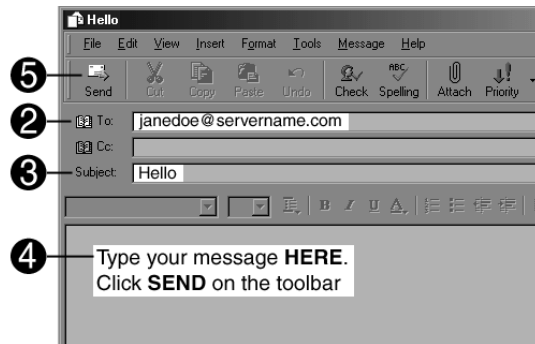 Hello
File Edit View Insert Format Tools Message Help
ABC
5 Send Cut Copy Paste Undo Check Spelling Attach Priority
2 To: janedoe@servername.com
Cc:
3 Subject: Hello
B I U A
4 Type your message HERE.
Click SEND on the toolbar